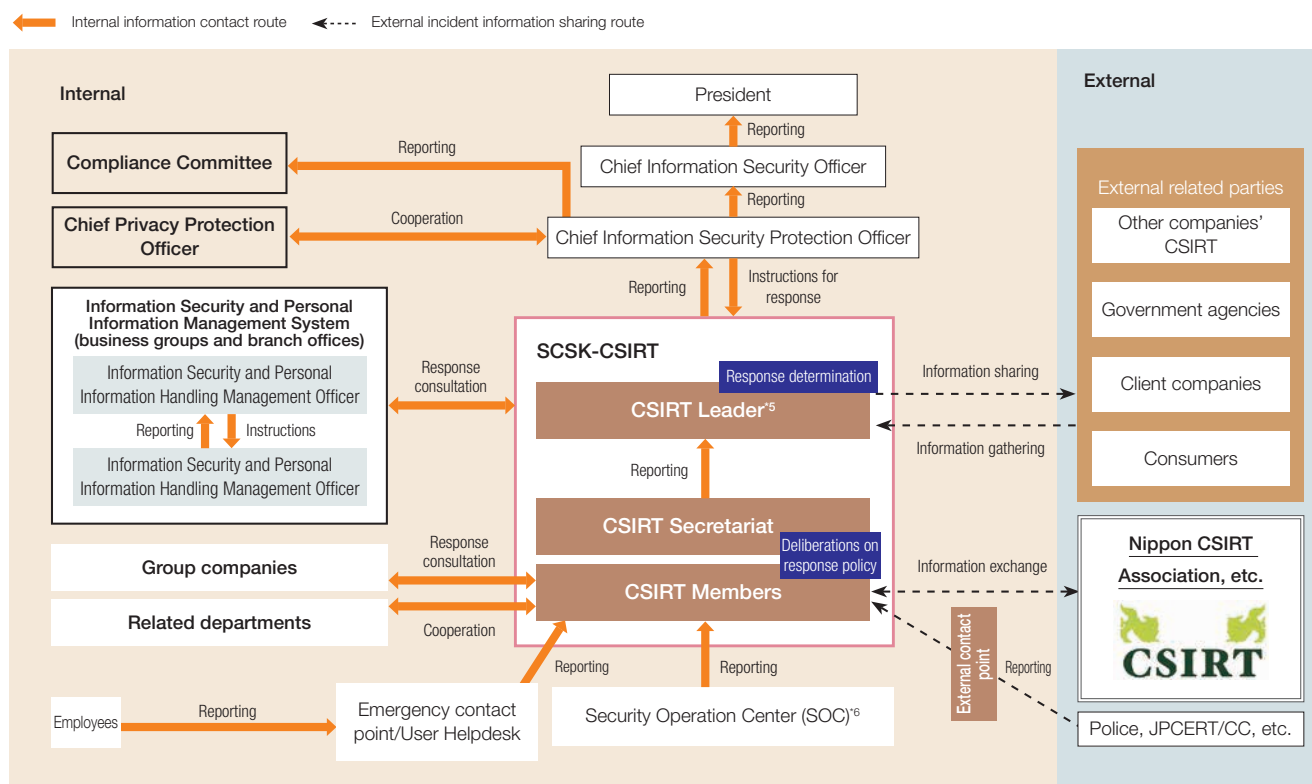 Internal information contact route
External incident information sharing route
Internal
External
President
Reporting
Compliance Committee
Reporting
Chief Information Security Officer
Reporting
Chief Privacy Protection
Officer
Cooperation
Chief Information Security Protection Officer
Reporting
Instructions for
response
Information Security and Personal
Information Management System
(business groups and branch offices)
Information Security and Personal
Information Handling Management Officer
Reporting
Instructions
Information Security and Personal
Information Handling Management Officer
Response
consultation
SCSK-CSIRT
Response determination
CSIRT Leader*5
Reporting
CSIRT Secretariat
Deliberations on
response policy
CSIRT Members
Group companies
Response
consultation
Related departments
Cooperation
Reporting
Reporting
Employees
Reporting
Emergency contact
point/User Helpdesk
Security Operation Center (SOC)*6
Information sharing
Information gathering
Information exchange
External contact
point
Reporting
External related parties
Other companies’
CSIRT
Government agencies
Client companies
Consumers
Nippon CSIRT
Association, etc.
CSIRT
Police, JPCERT/CC, etc.